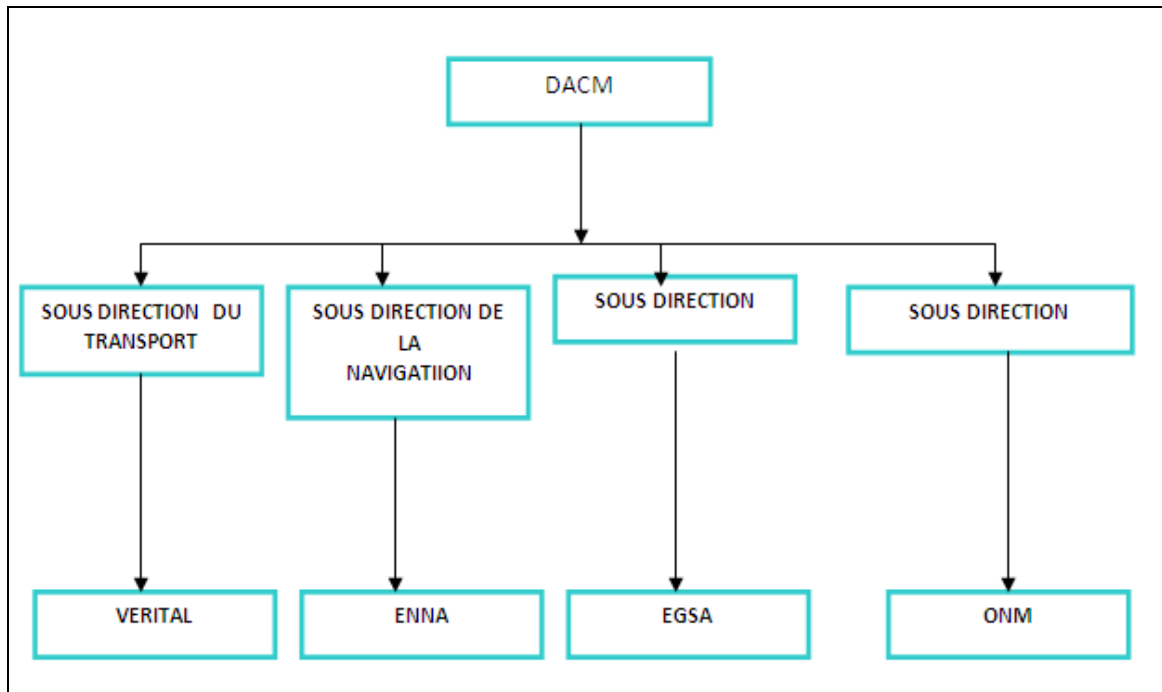 DACM
SOUS DIRECTION DU
TRANSPORT
SOUS DIRECTION DE
LA
NAVIGATIION
SOUS DIRECTION
SOUS DIRECTION
VERITAL
ENNA
EGSA
ONM